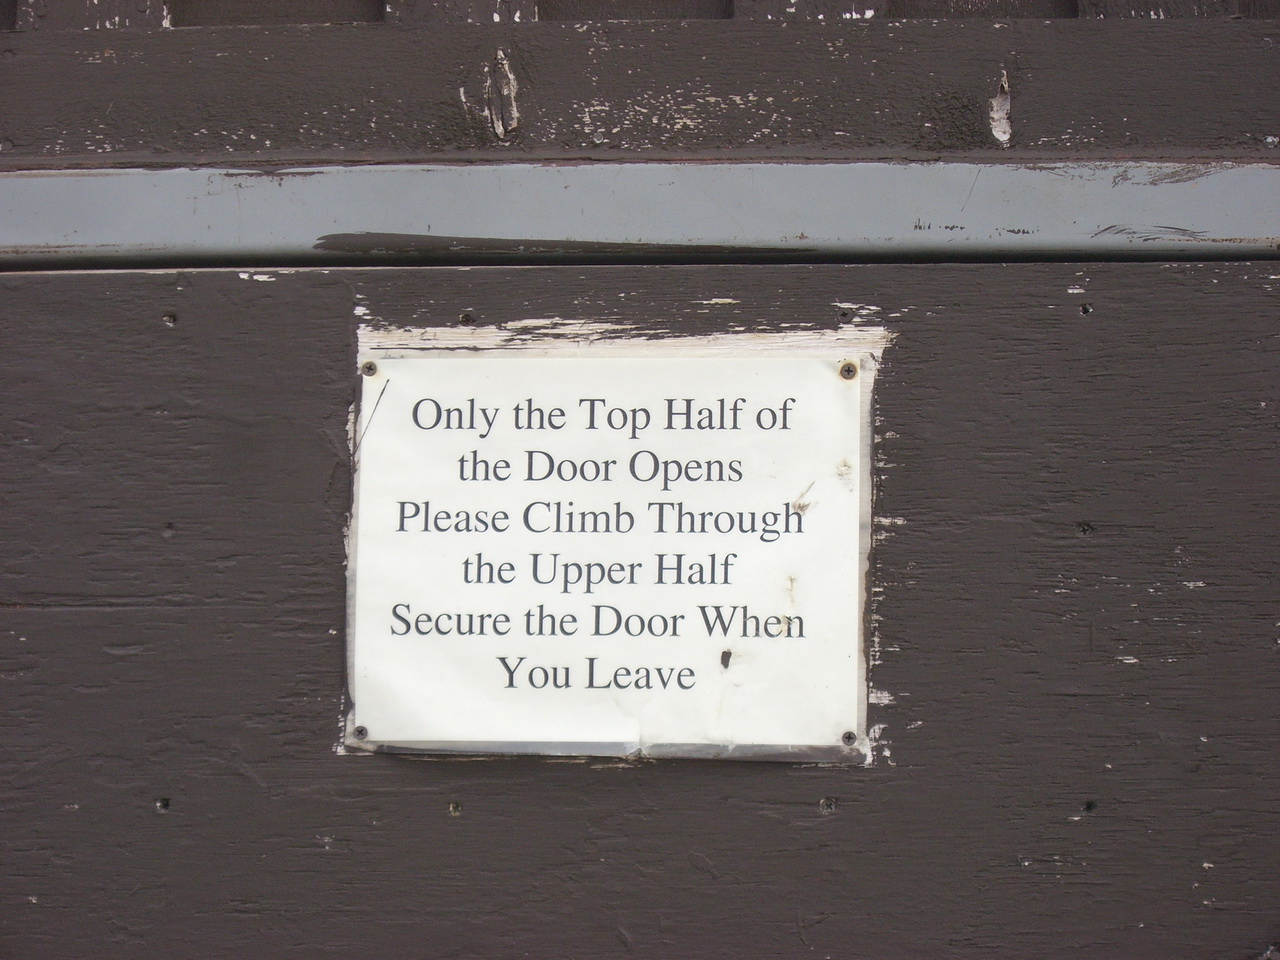 Only the Top Half of
the Door Opens
Please Climb Through
the Upper Half
Secure the Door When
You Leave